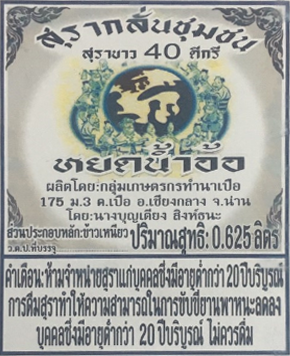 สุรากลั่นชุมชน
สุราขาว 40 ดีกรี
หยดน้ำอ้อ
ผลิตโดย:กลุ่มเกษตรกรทำนาเปือ
175 ม.3 ต.เปือ อ.เชียงกลาง จ.น่าน
โดย:นางบุญเตียง สิงห์ธนะ
ส่วนประกอบหลัก:ข้าวเหนียว ปริมาณสุทธิ: 0.625 ลิตร
ว.ด.ป.ที่บรรจุ
คำเตือน: ห้ามจำหน่ายสุราแก่บุคคลซึ่งมีอายุต่ำกว่า 20 ปีบริบูรณ์
การดื่มสุราทำให้ความสามารถในการขับขี่ยานพาหนะลดลง
บุคคลซึ่งมีอายุต่ำกว่า 20 ปีบริบูรณ์ ไม่ควรดื่ม